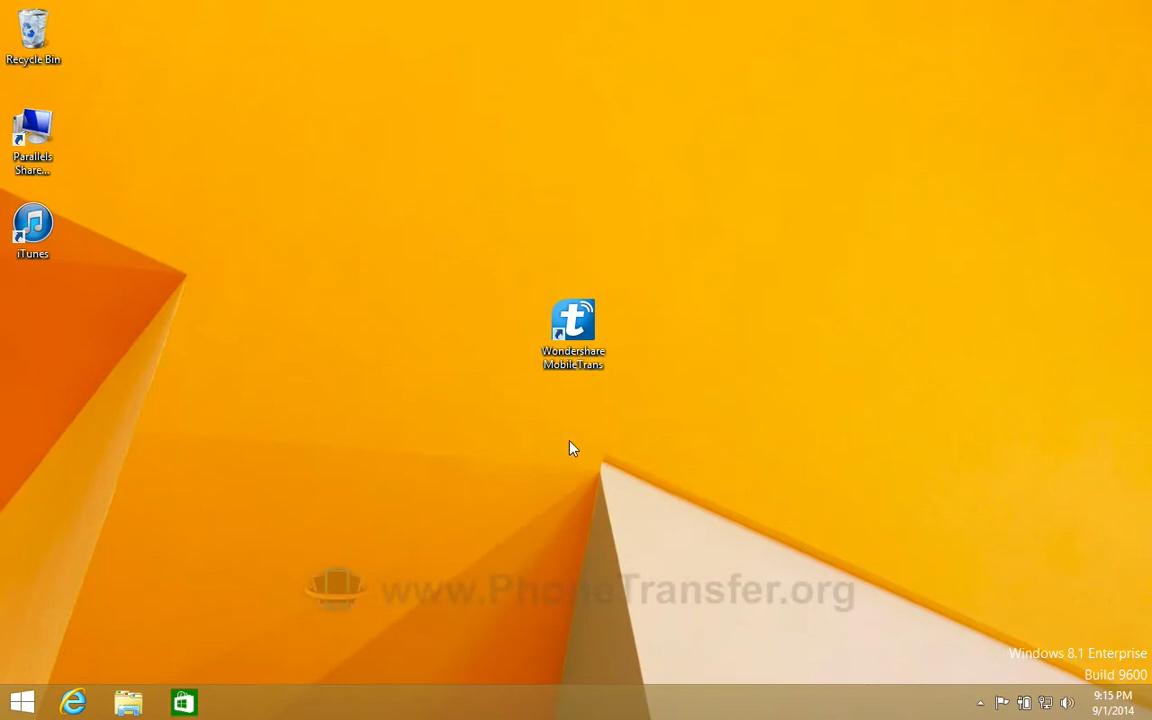 Recycle Bin
Parallels
Share...
iTunes
Wondershare
MobileTrans
www.PhoneTransfer.org
Windows 8.1 Enterprise
Build 9600
9:15 PM
9/1/2014